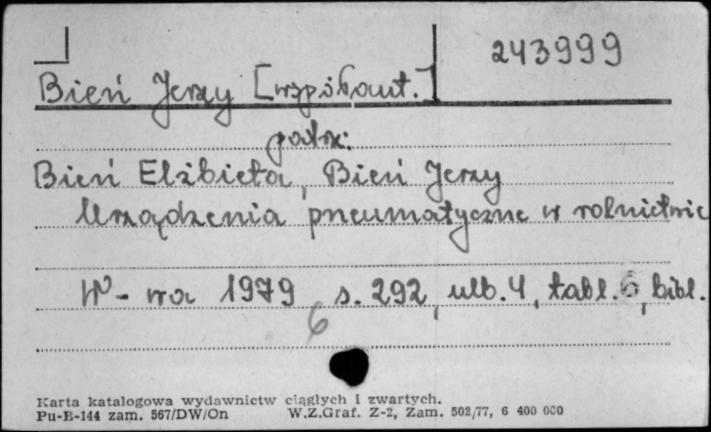 243999
Bień Jerzy [współaut.]
patrz:
Bień Elżbieta, Bień Jerzy
Urządzenia pneumatyczne w rolnictwie
W-wa 1979, s. 292, ulb. 4, tabl. 6, bibl.
6
Karta katalogowa wydawnictw ciągłych i zwartych.
Pu-B-144 zam. 567/DW/On W.Z.Graf. Z-2, Zam. 502/77, 6 400 000